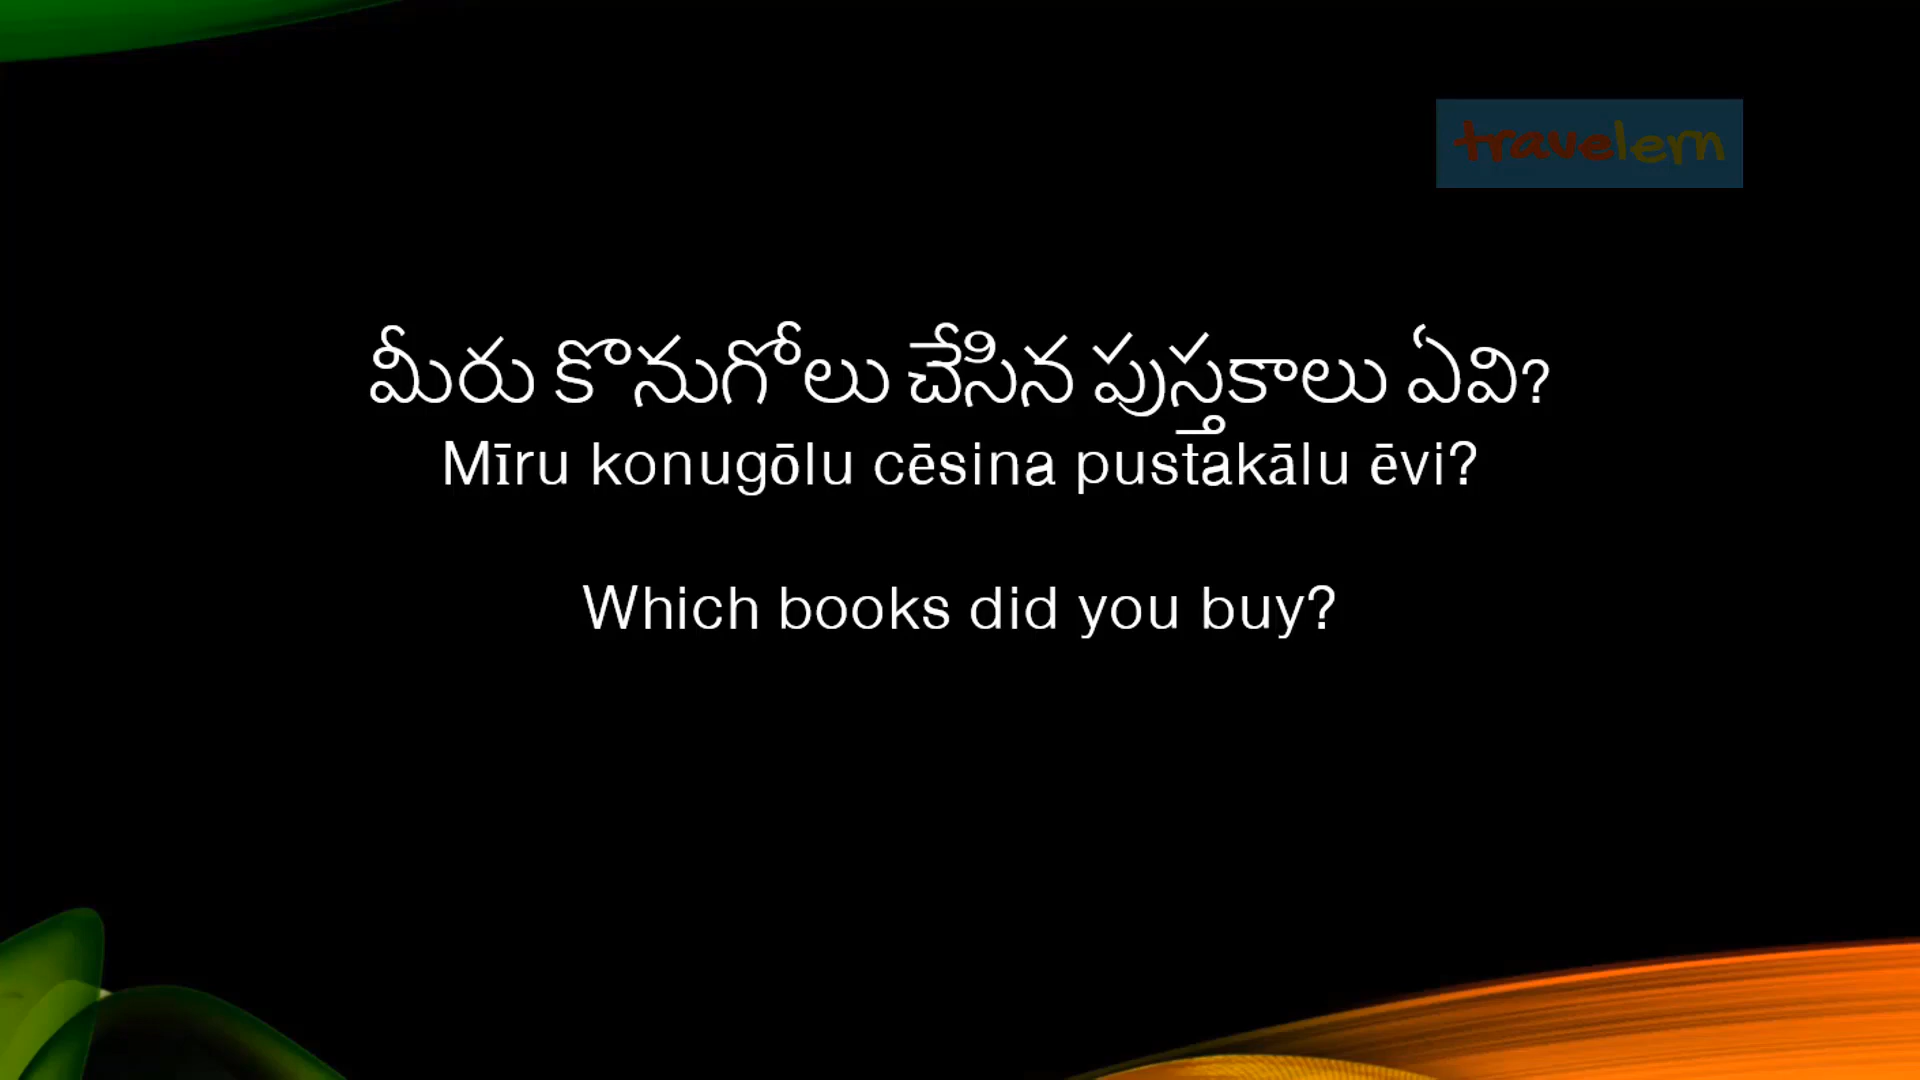 travelern
మీరు కొనుగోలు చేసిన పుస్తకాలు ఏవి?
Mīru konugōlu cēsina pustakālu ēvi?
Which books did you buy?